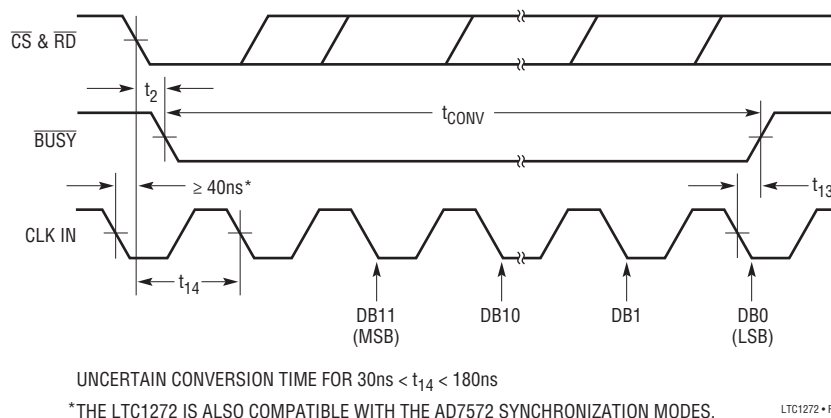 CS & RD
t2
tCONV
BUSY
≥ 40ns*
t13
CLK IN
t14
DB11
(MSB)
DB10
DB1
DB0
(LSB)
UNCERTAIN CONVERSION TIME FOR 30ns < t14 < 180ns
*THE LTC1272 IS ALSO COMPATIBLE WITH THE AD7572 SYNCHRONIZATION MODES.
LTC1272 •